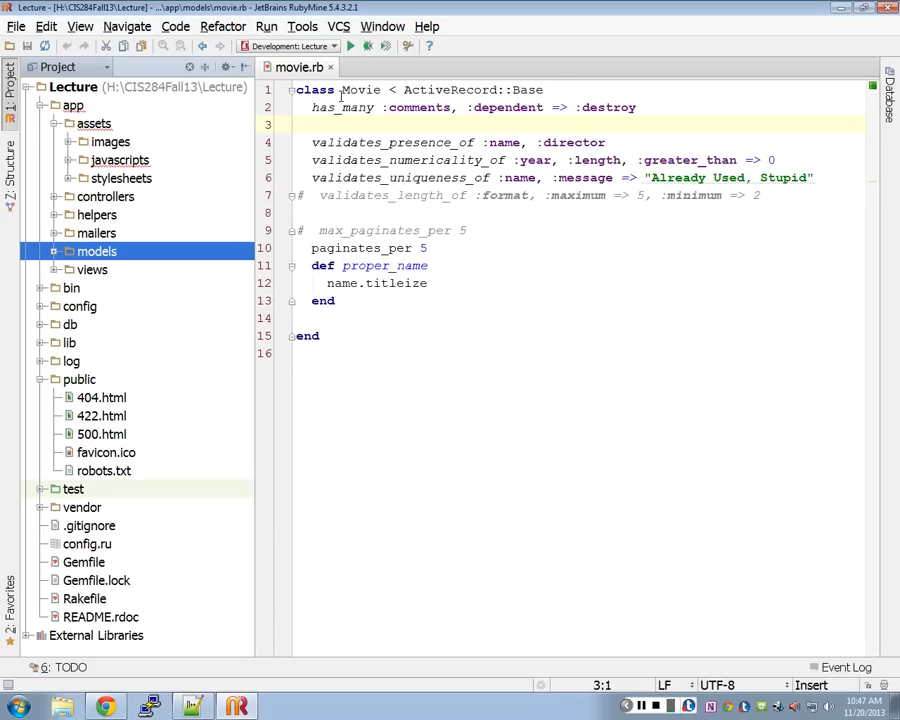 Lecture - [H:\CIS284Fall13\Lecture] - ...\app\models\movie.rb - JetBrains RubyMine 5.4.3.2.1
File Edit View Navigate Code Refactor Run Tools VCS Window Help
Development: Lecture
1: Project
Structure
2: Favorites
Project
movie.rb
Lecture (H:\CIS284Fall13\Lecture)
app
assets
images
javascripts
stylesheets
controllers
helpers
mailers
models
views
bin
config
db
lib
log
public
404.html
422.html
500.html
favicon.ico
robots.txt
test
vendor
.gitignore
config.ru
Gemfile
Gemfile.lock
Rakefile
README.rdoc
External Libraries
1 class Movie < ActiveRecord::Base
2 has_many :comments, :dependent => :destroy
3
4 validates_presence_of :name, :director
5 validates_numericality_of :year, :length, :greater_than => 0
6 validates_uniqueness_of :name, :message => "Already Used, Stupid"
7 # validates_length_of :format, :maximum => 5, :minimum => 2
8
9 # max_paginates_per 5
10 paginates_per 5
11 def proper_name
12 name.titleize
13 end
14
15 end
16
Database
6: TODO
Event Log
3:1 LF UTF-8 Insert
10:47 AM
11/20/2013